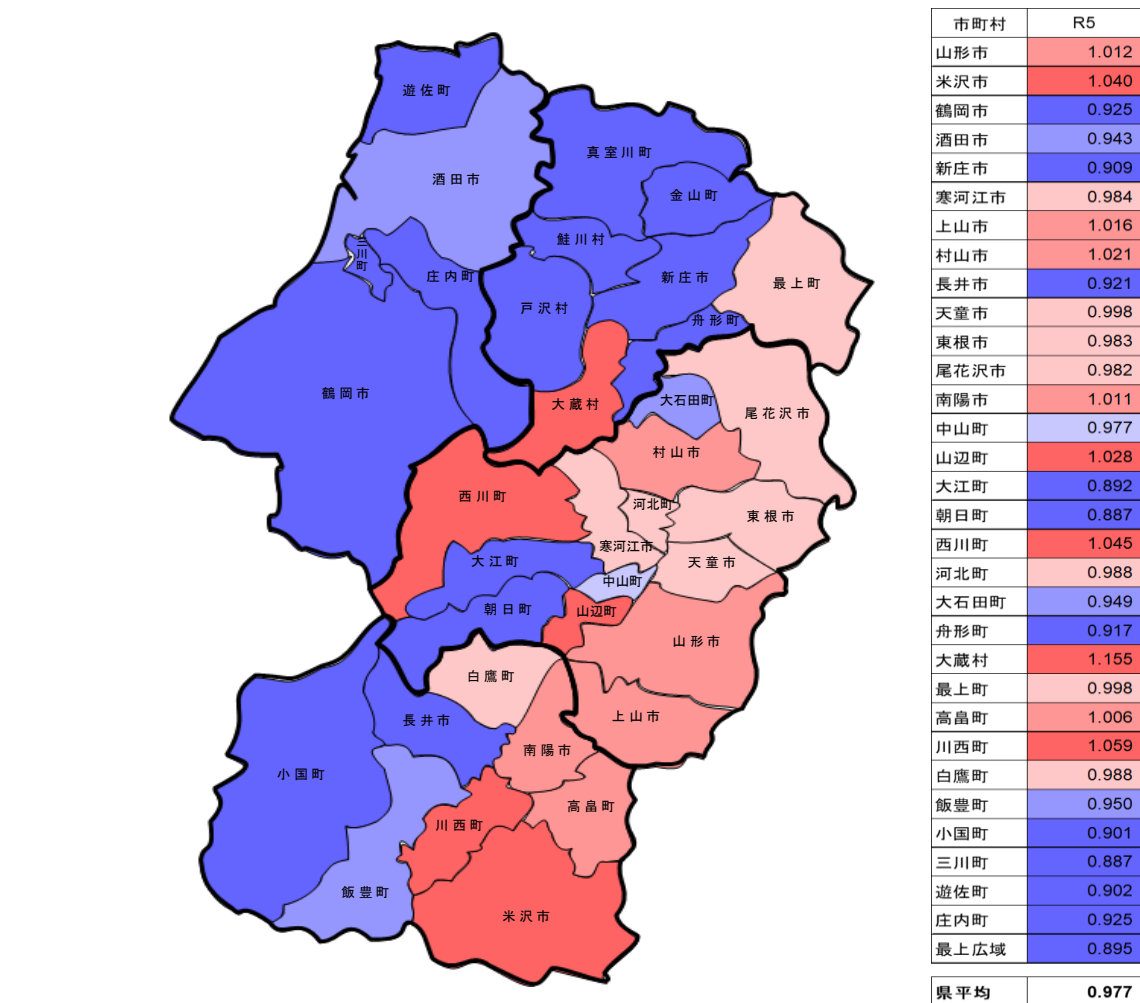 遊佐町
真室川町
酒田市
金山町
三川町
鮭川村
庄内町
新庄市
最上町
戸沢村
舟形町
鶴岡市
大蔵村
大石田町
尾花沢市
村山市
西川町
河北町
東根市
寒河江市
大江町
天童市
中山町
朝日町
山辺町
山形市
白鷹町
長井市
上山市
南陽市
小国町
高畠町
川西町
飯豊町
米沢市
市町村 R5
山形市 1.012
米沢市 1.040
鶴岡市 0.925
酒田市 0.943
新庄市 0.909
寒河江市 0.984
上山市 1.016
村山市 1.021
長井市 0.921
天童市 0.998
東根市 0.983
尾花沢市 0.982
南陽市 1.011
中山町 0.977
山辺町 1.028
大江町 0.892
朝日町 0.887
西川町 1.045
河北町 0.988
大石田町 0.949
舟形町 0.917
大蔵村 1.155
最上町 0.998
高畠町 1.006
川西町 1.059
白鷹町 0.988
飯豊町 0.950
小国町 0.901
三川町 0.887
遊佐町 0.902
庄内町 0.925
最上広域 0.895
県平均 0.977